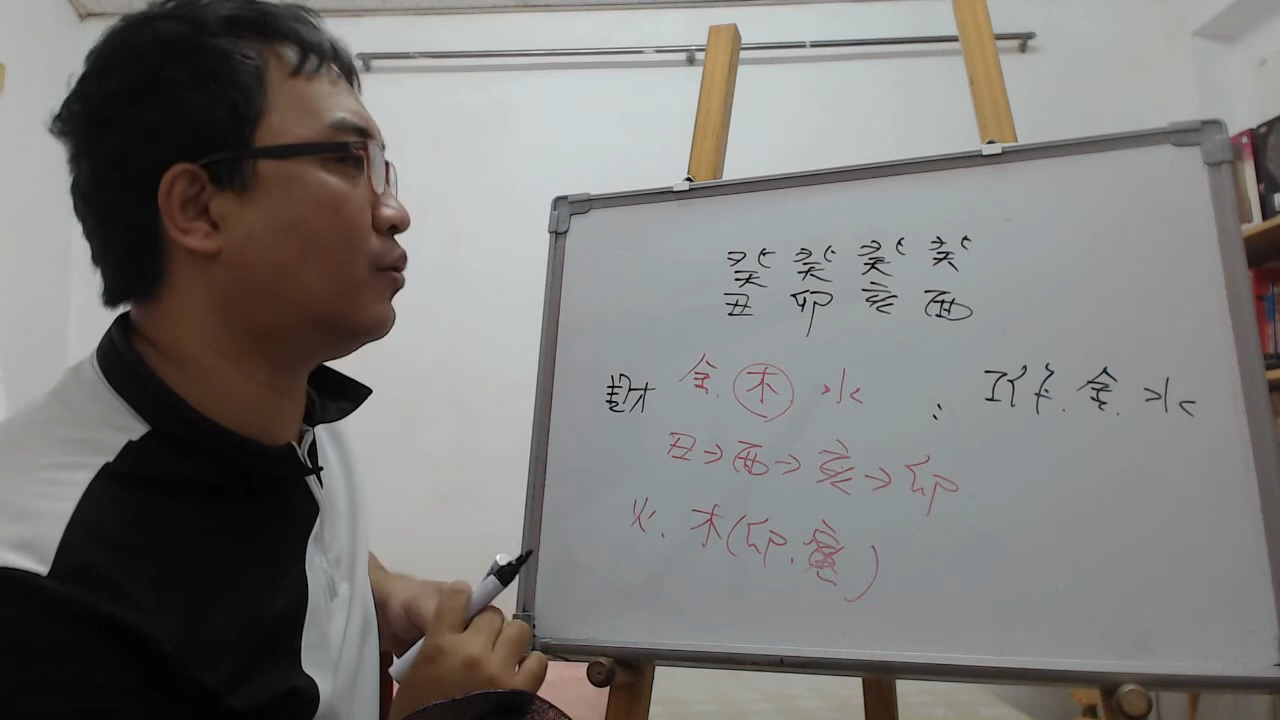 癸 癸 癸 癸
丑 卯 亥 酉
財 金.木 水 : 工作.金.水
丑→酉→亥→卯
火.木(卯.寅)